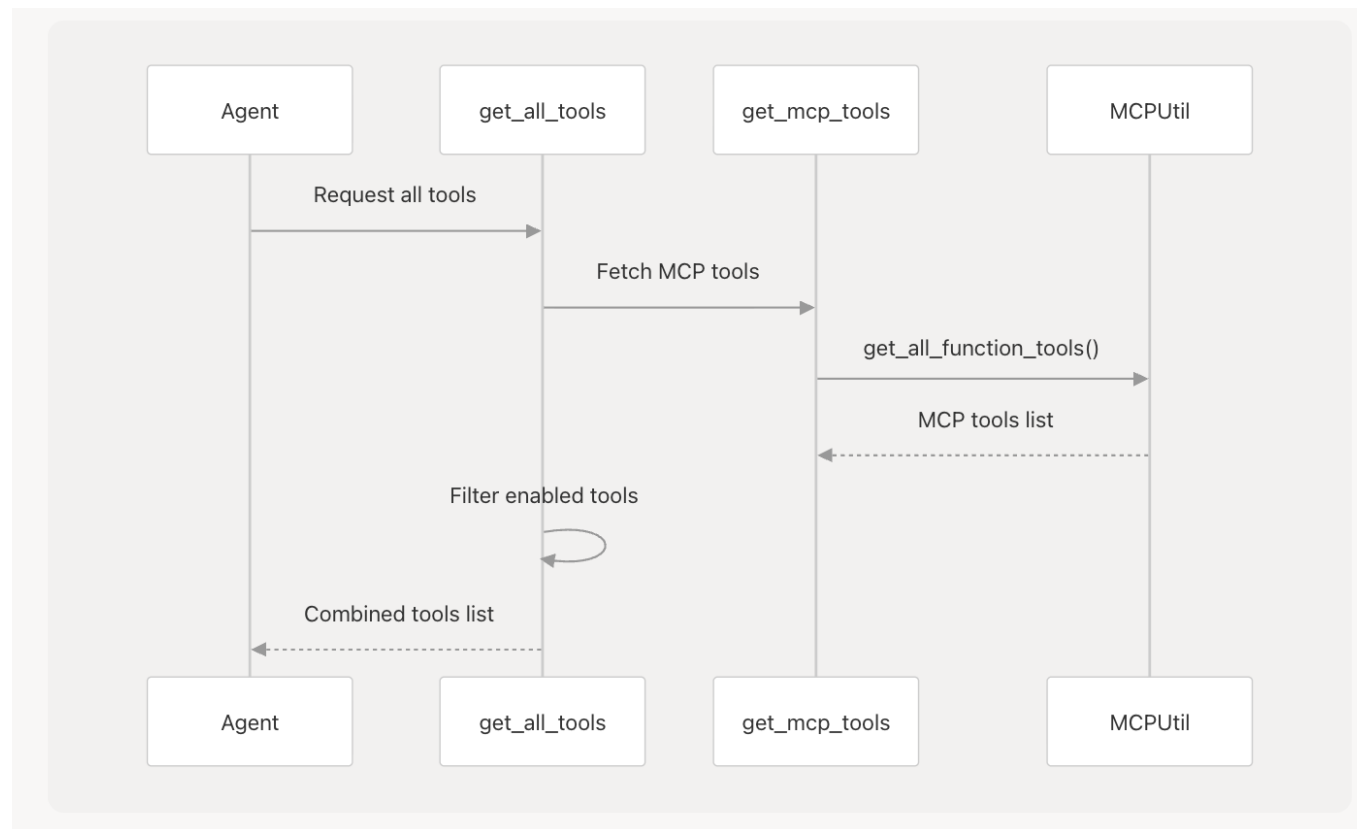 Agent
get_all_tools
get_mcp_tools
MCPUtil
Request all tools
Fetch MCP tools
get_all_function_tools()
MCP tools list
Filter enabled tools
Combined tools list
Agent
get_all_tools
get_mcp_tools
MCPUtil